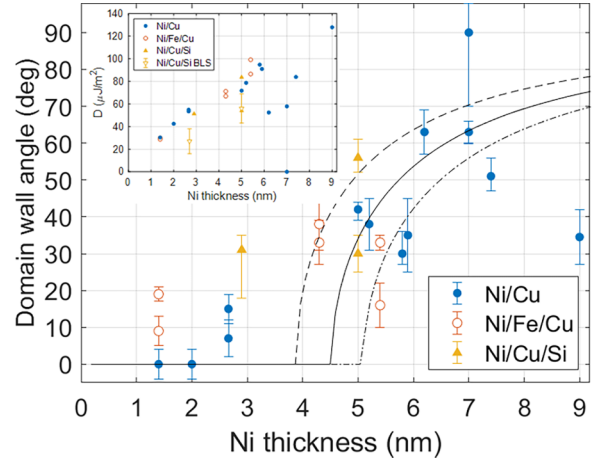 Domain wall angle (deg)
90
80
70
60
50
40
30
20
10
0
0 1 2 3 4 5 6 7 8 9
Ni thickness (nm)
Ni/Cu
Ni/Fe/Cu
Ni/Cu/Si
D (μJ/m²)
140
120
100
80
60
40
20
0
0 1 2 3 4 5 6 7 8 9
Ni thickness (nm)
Ni/Cu
Ni/Fe/Cu
Ni/Cu/Si
Ni/Cu/Si BLS